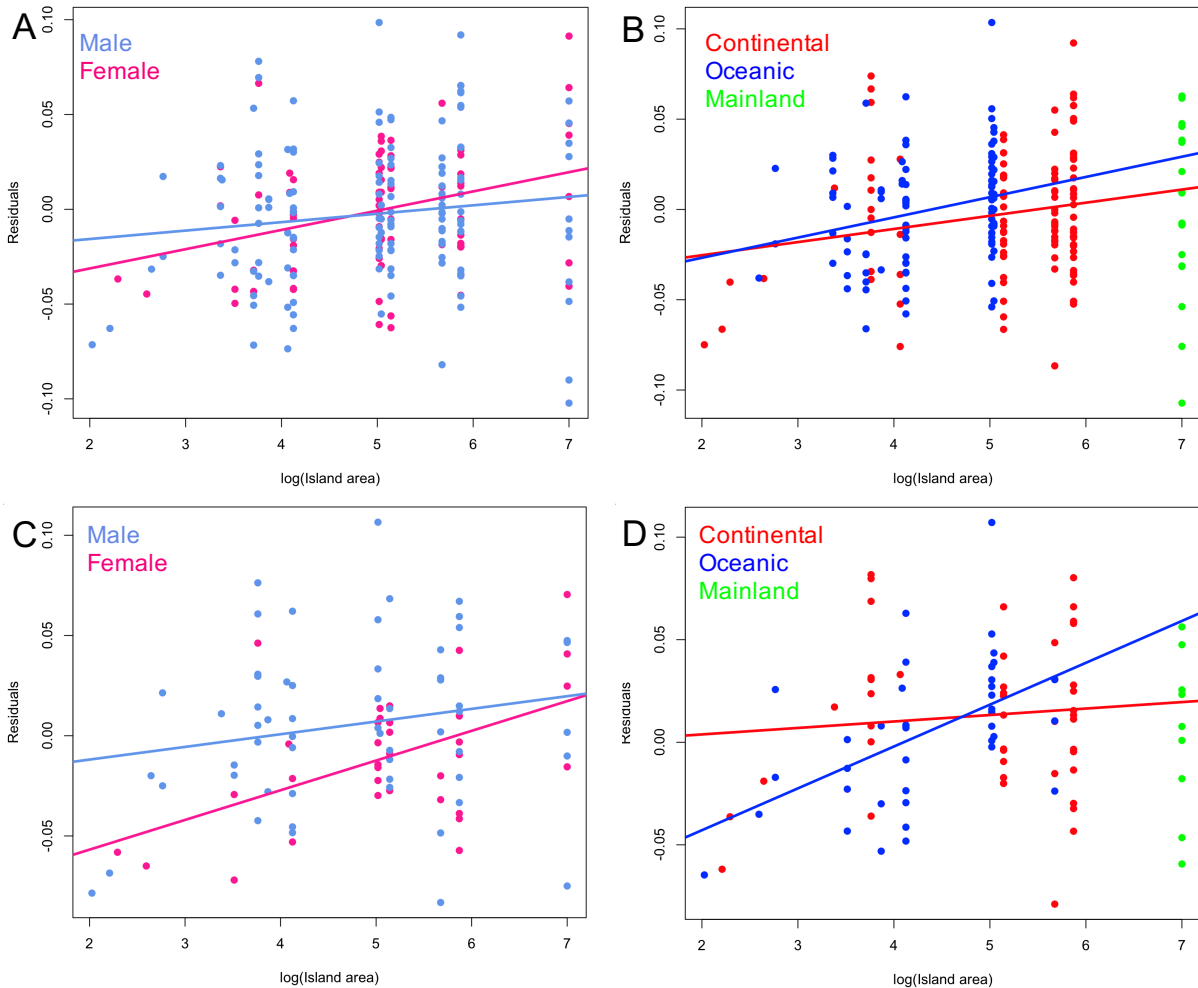 A
Male
Female
0.10
0.05
0.00
-0.05
-0.10
Residuals
2 3 4 5 6 7
log(Island area)
B
Continental
Oceanic
Mainland
0.10
0.05
0.00
-0.05
-0.10
Residuals
2 3 4 5 6 7
log(Island area)
C
Male
Female
0.10
0.05
0.00
-0.05
Residuals
2 3 4 5 6 7
log(Island area)
D
Continental
Oceanic
Mainland
0.10
0.05
0.00
-0.05
Residuals
2 3 4 5 6 7
log(Island area)